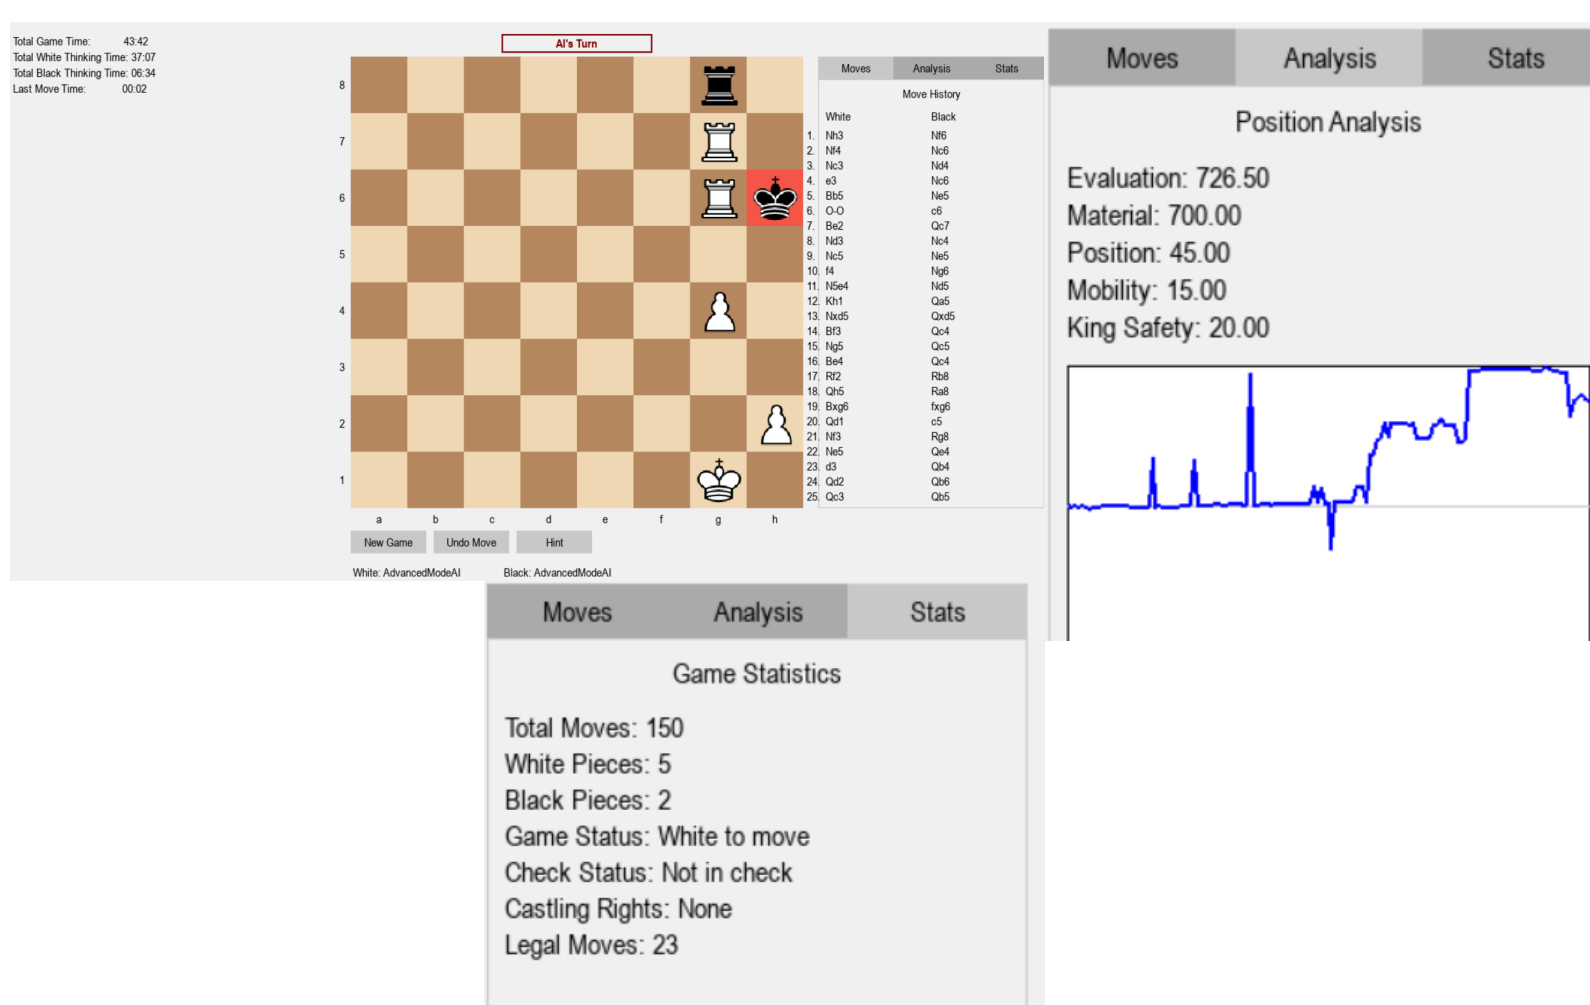 Total Game Time: 43:42
Total White Thinking Time: 37:07
Total Black Thinking Time: 06:34
Last Move Time: 00:02
AI's Turn
8
7
6
5
4
3
2
1
a b c d e f g h
New Game Undo Move Hint
White: AdvancedModeAI Black: AdvancedModeAI
Moves Analysis Stats
Move History
White Black
1. Nh3 Nf6
2. Nf4 Nc6
3. Nc3 Nd4
4. e3 Nc6
5. Bb5 Ne5
6. O-O c6
7. Be2 Qc7
8. Nd3 Nc4
9. Nc5 Ne5
10. f4 Ng6
11. N5e4 Nd5
12. Kh1 Qa5
13. Nxd5 Qxd5
14. Bf3 Qc4
15. Ng5 Qc5
16. Be4 Qc4
17. Rf2 Rb8
18. Qh5 Ra8
19. Bxg6 fxg6
20. Qd1 c5
21. Nf3 Rg8
22. Ne5 Qe4
23. d3 Qb4
24. Qd2 Qb6
25. Qc3 Qb5
Moves Analysis Stats
Position Analysis
Evaluation: 726.50
Material: 700.00
Position: 45.00
Mobility: 15.00
King Safety: 20.00
Moves Analysis Stats
Game Statistics
Total Moves: 150
White Pieces: 5
Black Pieces: 2
Game Status: White to move
Check Status: Not in check
Castling Rights: None
Legal Moves: 23